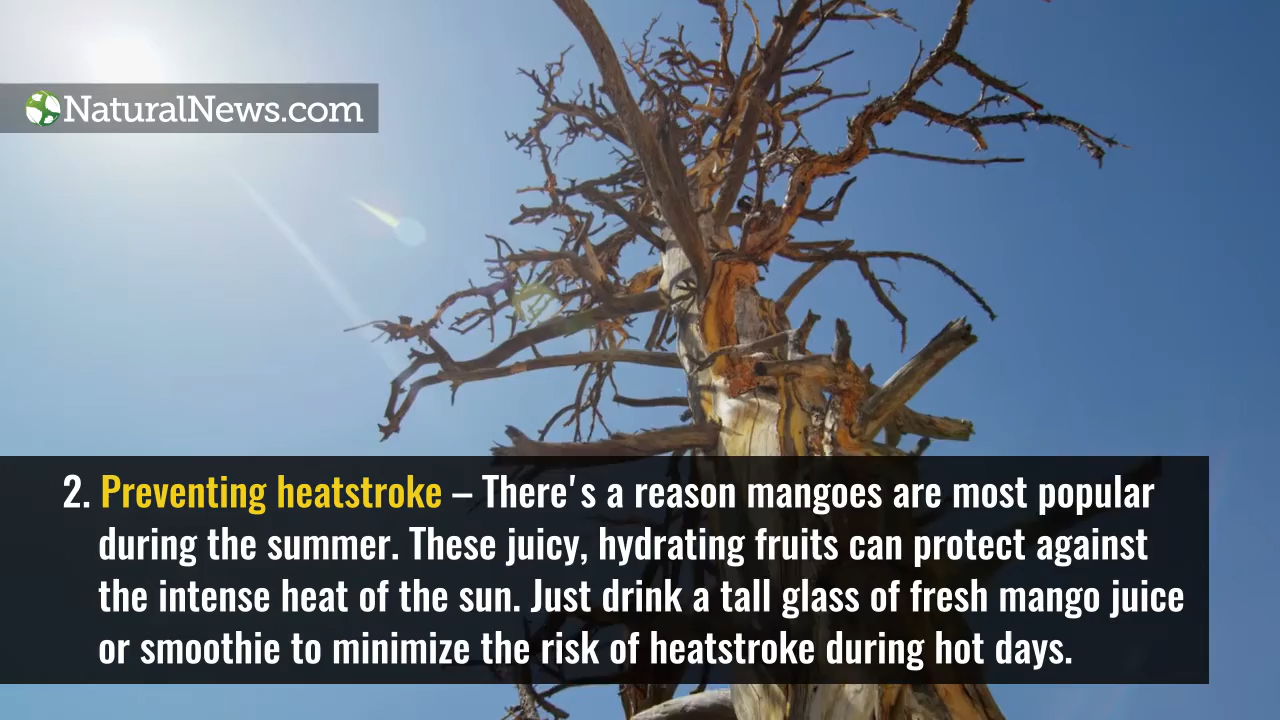 NaturalNews.com
2. Preventing heatstroke – There's a reason mangoes are most popular
during the summer. These juicy, hydrating fruits can protect against
the intense heat of the sun. Just drink a tall glass of fresh mango juice
or smoothie to minimize the risk of heatstroke during hot days.